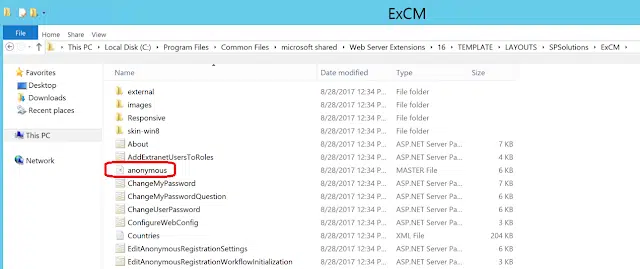 ExCM
File
This PC Local Disk (C:) Program Files Common Files microsoft shared Web Server Extensions 16 TEMPLATE LAYOUTS SPSolutions ExCM
Favorites
Desktop
Downloads
Recent places
This PC
Network
Name Date modified Type Size
external 8/28/2017 12:34 P... File folder
images 8/28/2017 12:34 P... File folder
Responsive 8/28/2017 12:34 P... File folder
skin-win8 8/28/2017 12:34 P... File folder
About 8/28/2017 12:34 P... ASP.NET Server Pa... 7 KB
AddExtranetUsersToRoles 8/28/2017 12:34 P... ASP.NET Server Pa... 4 KB
anonymous 8/28/2017 12:34 P... MASTER File 6 KB
ChangeMyPassword 8/28/2017 12:34 P... ASP.NET Server Pa... 7 KB
ChangeMyPasswordQuestion 8/28/2017 12:34 P... ASP.NET Server Pa... 6 KB
ChangeUserPassword 8/28/2017 12:34 P... ASP.NET Server Pa... 6 KB
ConfigureWebConfig 8/28/2017 12:34 P... ASP.NET Server Pa... 6 KB
Countries 8/28/2017 12:34 P... XML File 204 KB
EditAnonymousRegistrationSettings 8/28/2017 12:34 P... ASP.NET Server Pa... 6 KB
EditAnonymousRegistrationWorkflowInitialization 8/28/2017 12:34 P... ASP.NET Server Pa... 6 KB